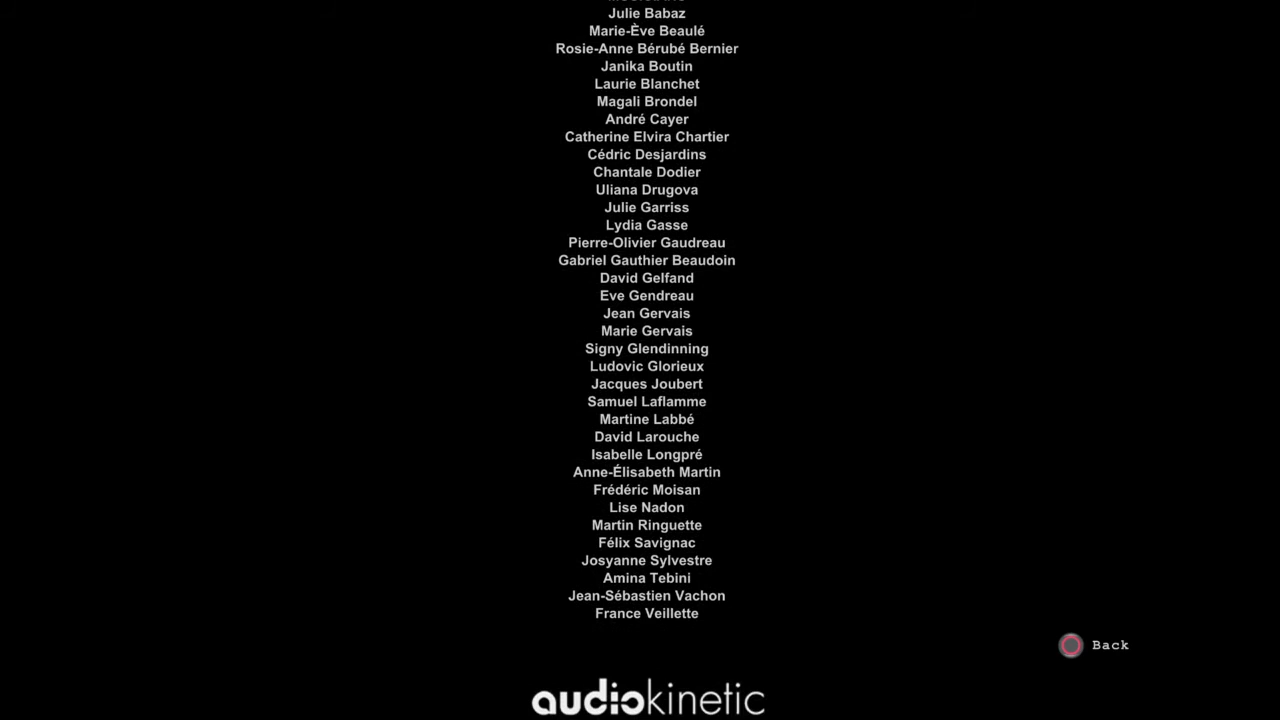 Julie Babaz
Marie-Ève Beaulé
Rosie-Anne Bérubé Bernier
Janika Boutin
Laurie Blanchet
Magali Brondel
André Cayer
Catherine Elvira Chartier
Cédric Desjardins
Chantale Dodier
Uliana Drugova
Julie Garriss
Lydia Gasse
Pierre-Olivier Gaudreau
Gabriel Gauthier Beaudoin
David Gelfand
Eve Gendreau
Jean Gervais
Marie Gervais
Signy Glendinning
Ludovic Glorieux
Jacques Joubert
Samuel Laflamme
Martine Labbé
David Larouche
Isabelle Longpré
Anne-Élisabeth Martin
Frédéric Moisan
Lise Nadon
Martin Ringuette
Félix Savignac
Josyanne Sylvestre
Amina Tebini
Jean-Sébastien Vachon
France Veillette
Back
audiokinetic